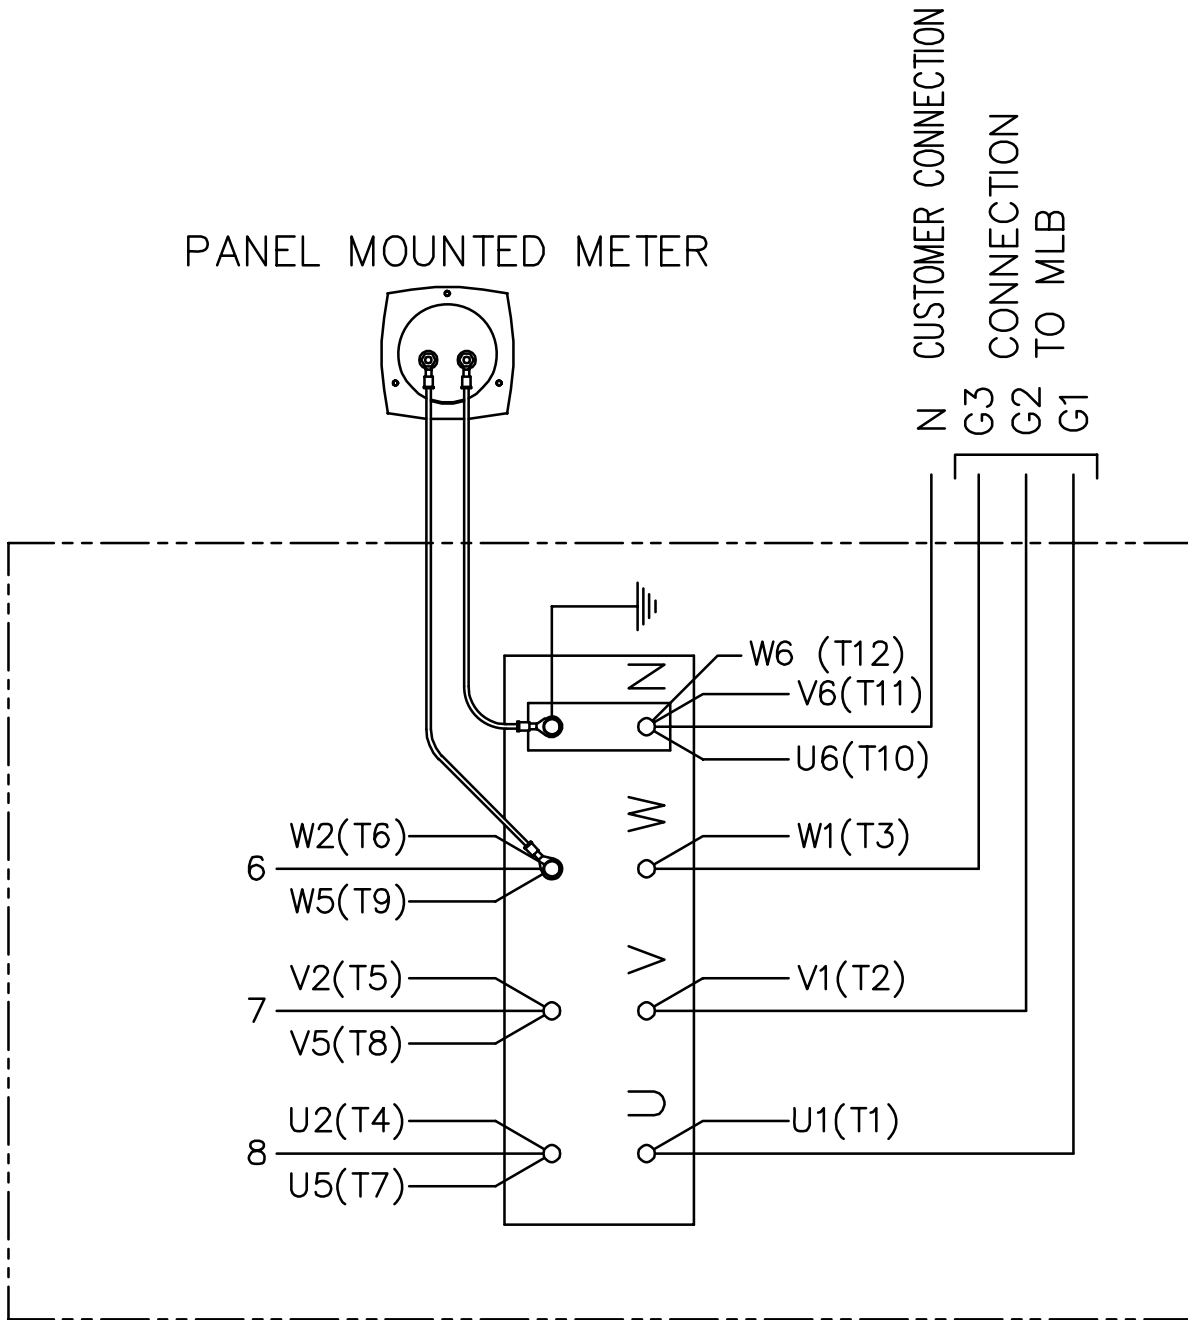 CUSTOMER CONNECTION
CONNECTION
TO MLB
PANEL MOUNTED METER
N
G3
G2
G1
N
W6 (T12)
V6(T11)
U6(T10)
W
W2(T6)
W1(T3)
6
W5(T9)
V
V2(T5)
V1(T2)
7
V5(T8)
U
U2(T4)
U1(T1)
8
U5(T7)